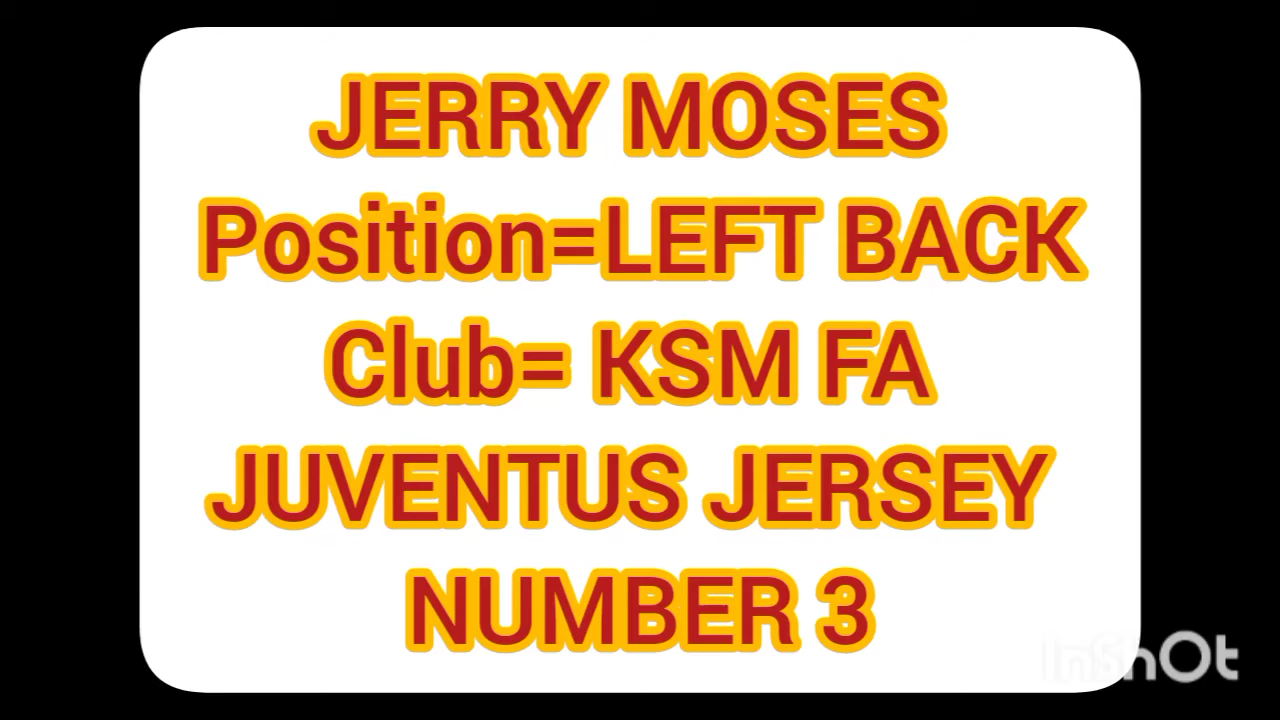 JERRY MOSES
Position=LEFT BACK
Club= KSM FA
JUVENTUS JERSEY
NUMBER 3
InShOt